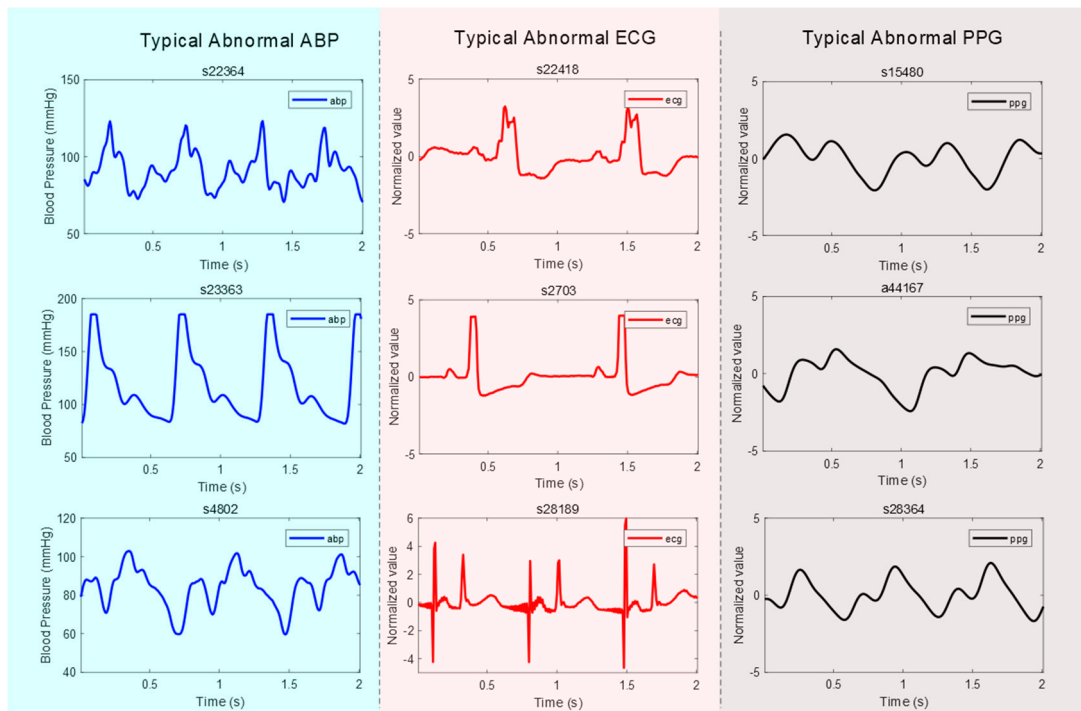 Typical Abnormal ABP
s22364
abp
Blood Pressure (mmHg)
150
100
50
0.5 1 1.5 2
Time (s)
s23363
abp
Blood Pressure (mmHg)
200
150
100
50
0.5 1 1.5 2
Time (s)
s4802
abp
Blood Pressure (mmHg)
120
100
80
60
40
0.5 1 1.5 2
Time (s)
Typical Abnormal ECG
s22418
ecg
Normalized value
5
0
-5
0.5 1 1.5 2
Time (s)
s2703
ecg
Normalized value
5
0
-5
0.5 1 1.5 2
Time (s)
s28189
ecg
Normalized value
6
4
2
0
-2
-4
0.5 1 1.5 2
Time (s)
Typical Abnormal PPG
s15480
ppg
Normalized value
5
0
-5
0.5 1 1.5 2
Time (s)
a44167
ppg
Normalized value
5
0
-5
0.5 1 1.5 2
Time (s)
s28364
ppg
Normalized value
5
0
-5
0.5 1 1.5 2
Time (s)